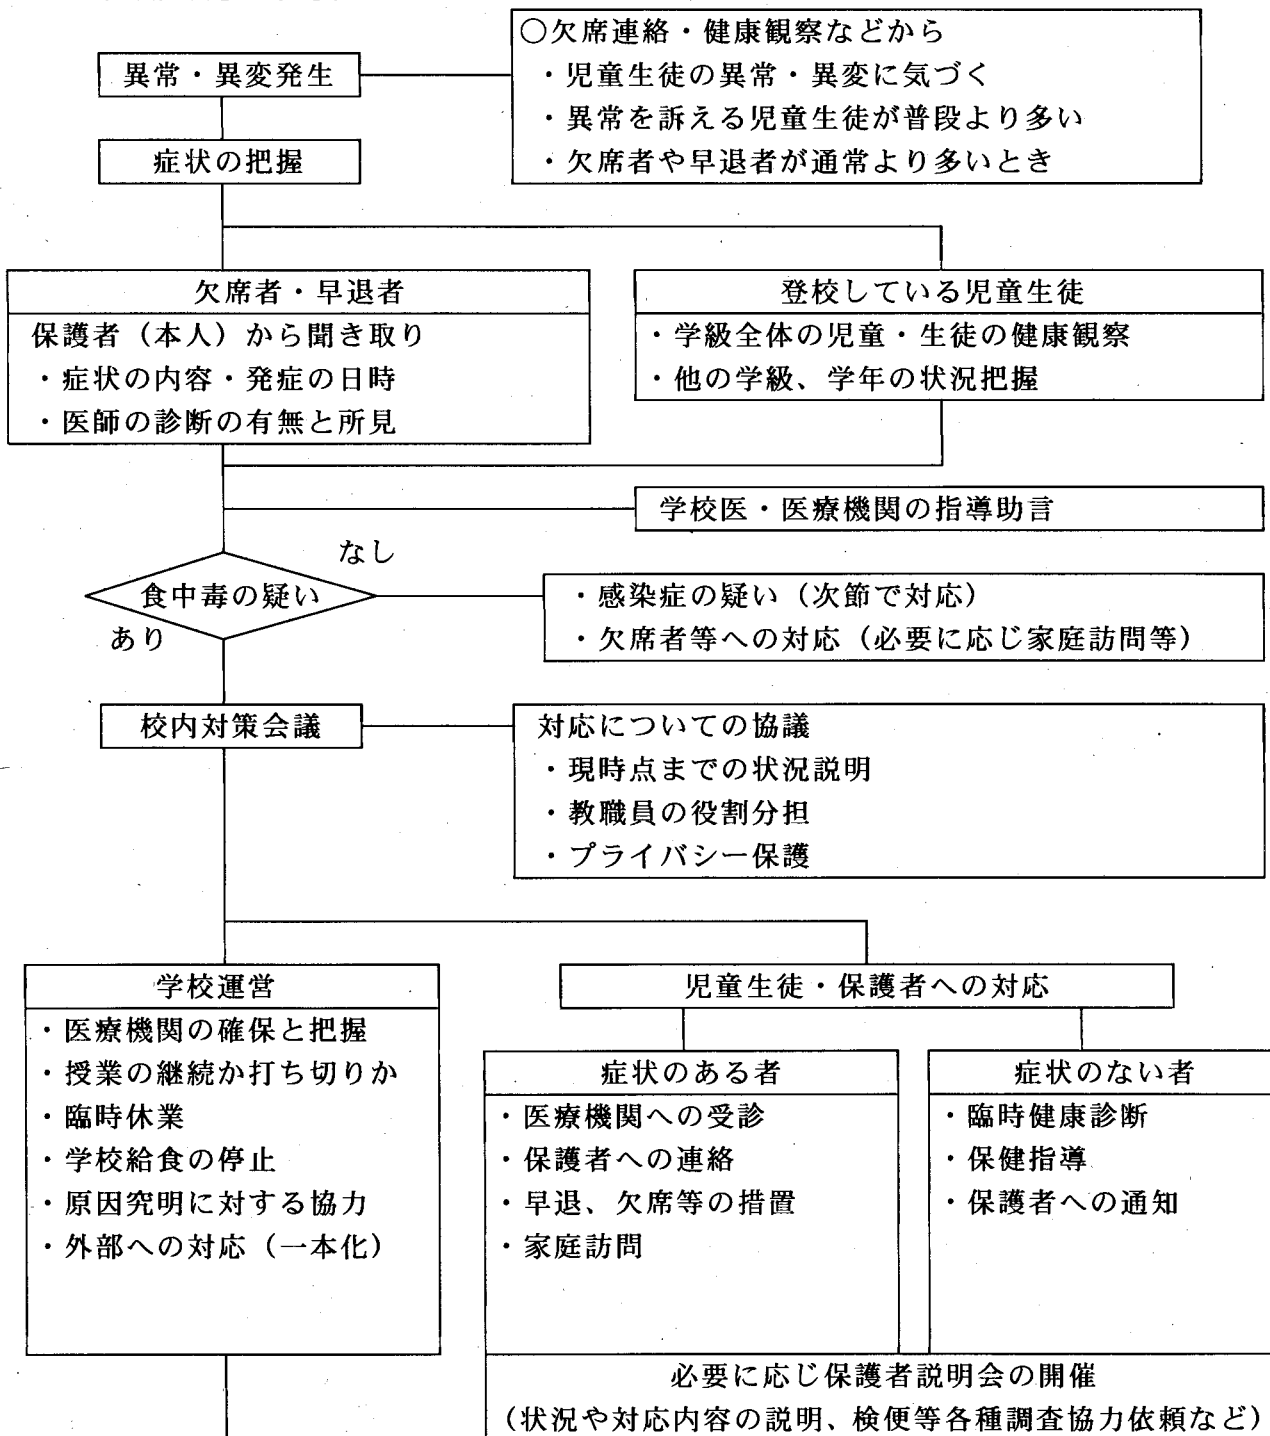 異常・異変発生
○欠席連絡・健康観察などから
・児童生徒の異常・異変に気づく
・異常を訴える児童生徒が普段より多い
・欠席者や早退者が通常より多いとき
症状の把握
欠席者・早退者
保護者（本人）から聞き取り
・症状の内容・発症の日時
・医師の診断の有無と所見
登校している児童生徒
・学級全体の児童・生徒の健康観察
・他の学級、学年の状況把握
学校医・医療機関の指導助言
食中毒の疑い
なし
あり
・感染症の疑い（次節で対応）
・欠席者等への対応（必要に応じ家庭訪問等）
校内対策会議
対応についての協議
・現時点までの状況説明
・教職員の役割分担
・プライバシー保護
学校運営
・医療機関の確保と把握
・授業の継続か打ち切りか
・臨時休業
・学校給食の停止
・原因究明に対する協力
・外部への対応（一本化）
児童生徒・保護者への対応
症状のある者
・医療機関への受診
・保護者への連絡
・早退、欠席等の措置
・家庭訪問
症状のない者
・臨時健康診断
・保健指導
・保護者への通知
必要に応じ保護者説明会の開催
（状況や対応内容の説明、検便等各種調査協力依頼など）